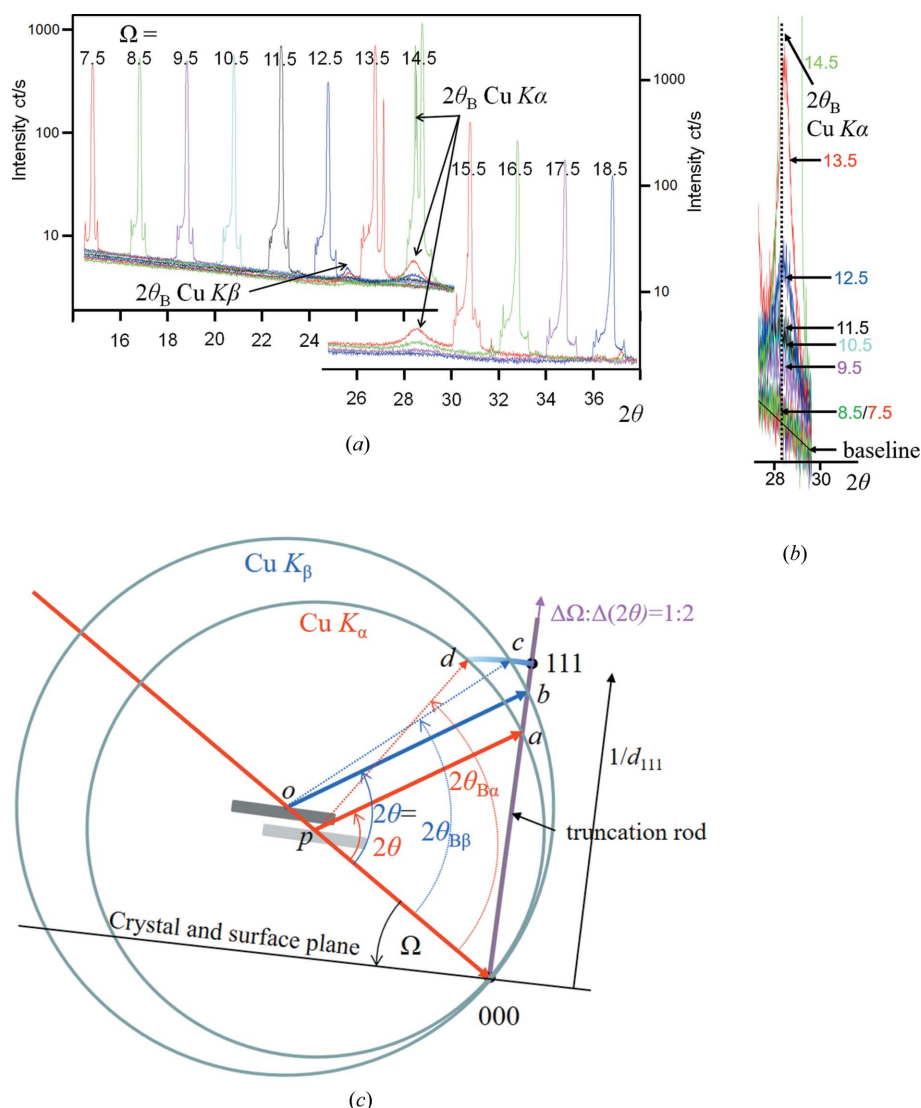 1000
Ω =
7.5 8.5 9.5 10.5 11.5 12.5 13.5 14.5
Intensity ct/s
100
10
2θB Cu Kα
2θB Cu Kβ
16 18 20 22 24
1000
Intensity ct/s
100
10
15.5 16.5 17.5 18.5
26 28 30 32 34 36
2θ
(a)
14.5
2θB
Cu Kα
13.5
12.5
11.5
10.5
9.5
8.5/7.5
baseline
28 30
2θ
(b)
Cu Kβ
Cu Kα
ΔΩ:Δ(2θ)=1:2
d
c
111
b
a
1/d111
o
p
2θ=
2θ
2θBβ
2θBα
truncation rod
Crystal and surface plane
Ω
000
(c)